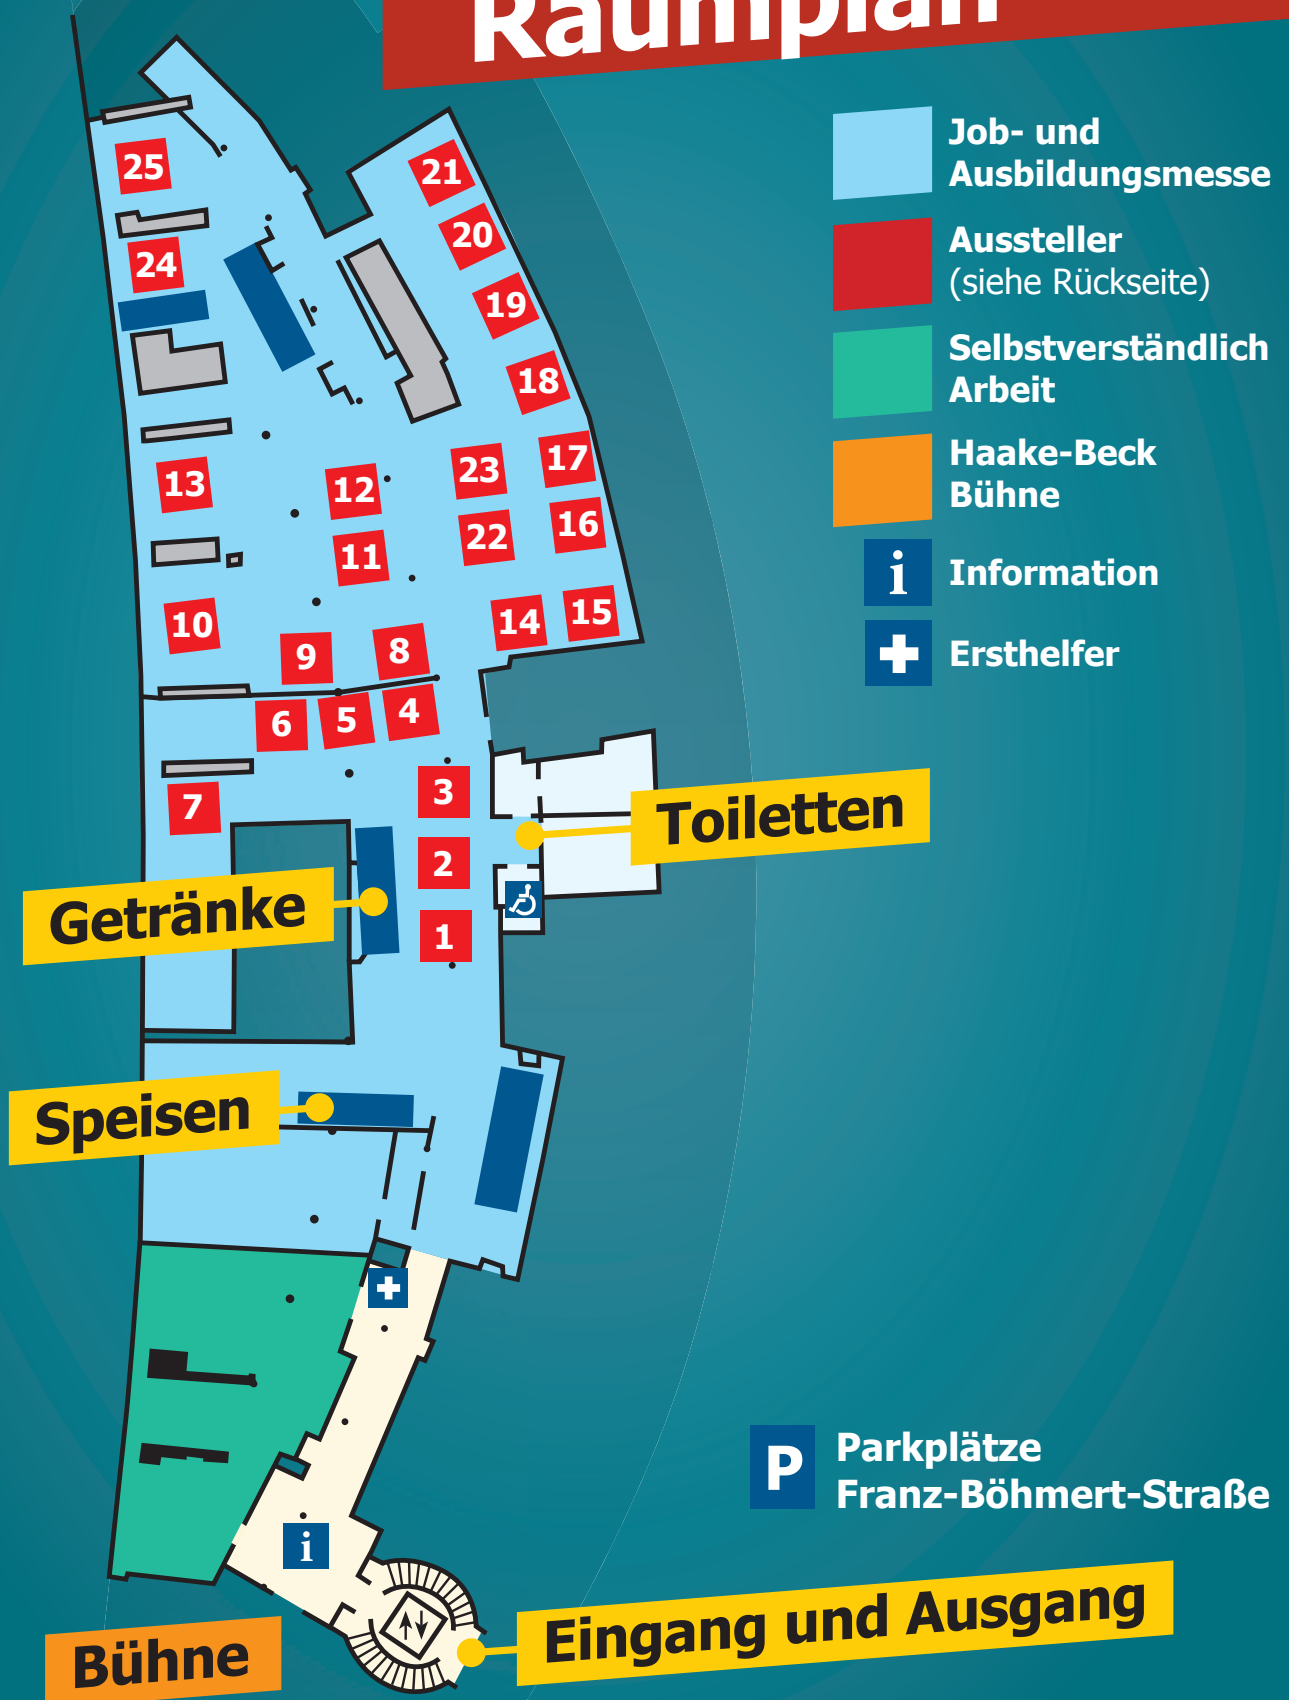 Raumplan
Job- und
Ausbildungsmesse
Aussteller
(siehe Rückseite)
Selbstverständlich
Arbeit
Haake-Beck
Bühne
i Information
Ersthelfer
25
21
20
24
19
18
17
23
13
12
16
22
11
15
14
10
8
9
4
5
6
3
7
Toiletten
2
Getränke
1
Speisen
P Parkplätze
Franz-Böhmert-Straße
i
Eingang und Ausgang
Bühne